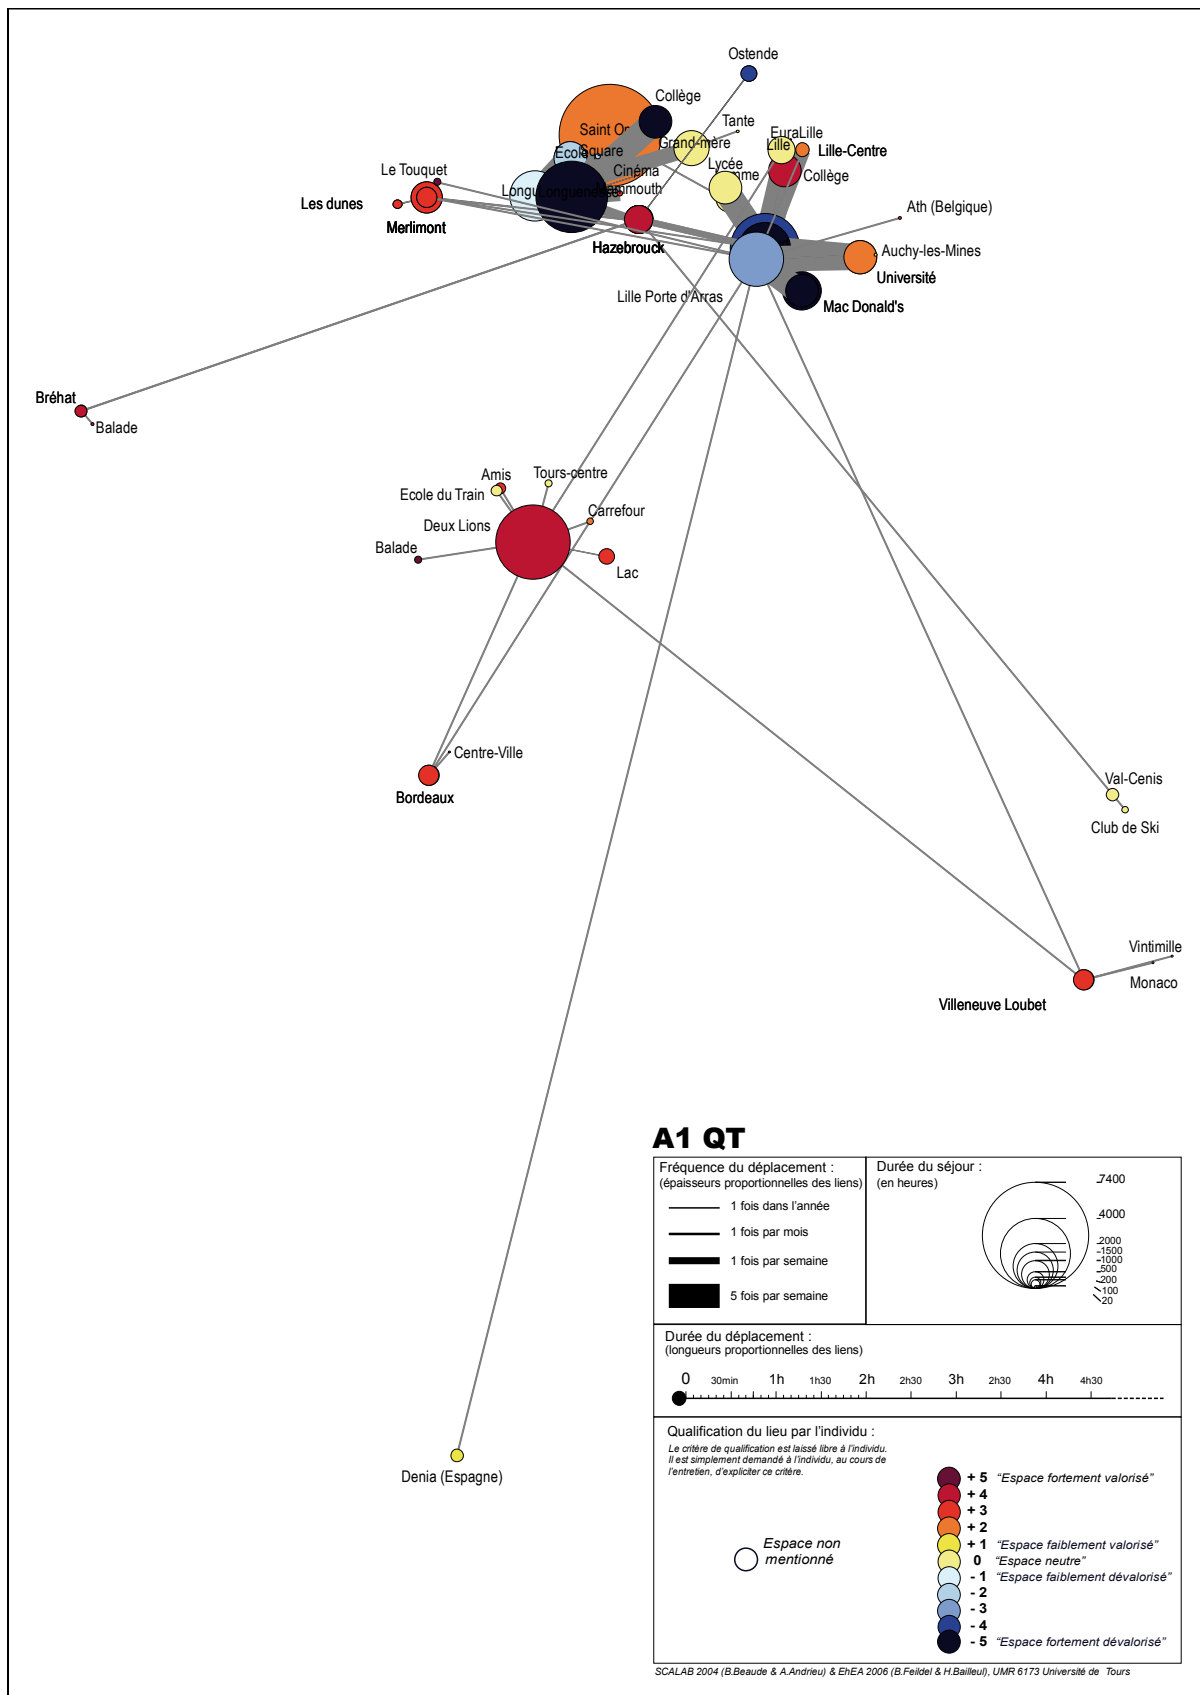 Ostende
Collège
Tante
Saint O
EuraLille
Grand-mère
Lille
Lille-Centre
Ecole
Square
Le Touquet
Cinéma
Lycée
Collège
Longu
Longuenesse
Mammouth
Les dunes
Ath (Belgique)
Merlimont
Hazebrouck
Auchy-les-Mines
Université
Lille Porte d'Arras
Mac Donald's
Bréhat
Balade
Amis
Tours-centre
Ecole du Train
Carrefour
Deux Lions
Balade
Lac
Centre-Ville
Bordeaux
Val-Cenis
Club de Ski
Vintimille
Monaco
Villeneuve Loubet
Denia (Espagne)
A1 QT
Fréquence du déplacement :
(épaisseurs proportionnelles des liens)
1 fois dans l'année
1 fois par mois
1 fois par semaine
5 fois par semaine
Durée du séjour :
(en heures)
7400
4000
2000
1500
1000
500
200
100
20
Durée du déplacement :
(longueurs proportionnelles des liens)
0 30min 1h 1h30 2h 2h30 3h 2h30 4h 4h30
Qualification du lieu par l'individu :
Le critère de qualification est laissé libre à l'individu.
Il est simplement demandé à l'individu, au cours de
l'entretien, d'expliciter ce critère.
Espace non
mentionné
+ 5 "Espace fortement valorisé"
+ 4
+ 3
+ 2
+ 1 "Espace faiblement valorisé"
0 "Espace neutre"
- 1 "Espace faiblement dévalorisé"
- 2
- 3
- 4
- 5 "Espace fortement dévalorisé"
SCALAB 2004 (B.Beaude & A.Andrieu) & EhEA 2006 (B.Feildel & H.Bailleul), UMR 6173 Université de Tours